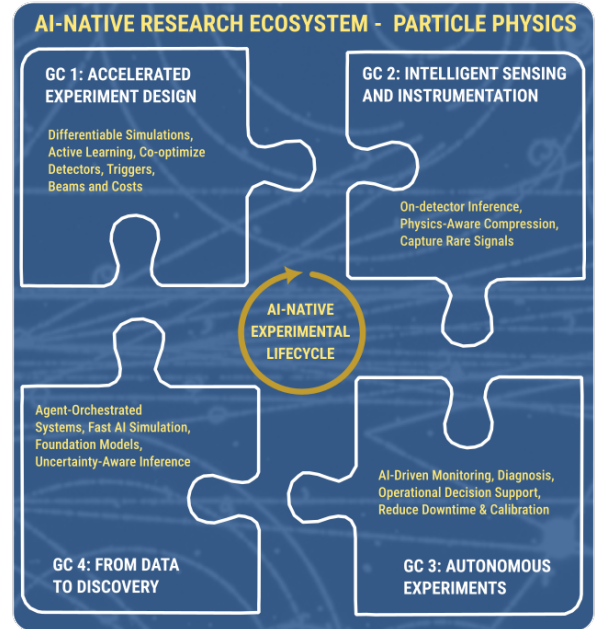 AI-NATIVE RESEARCH ECOSYSTEM - PARTICLE PHYSICS
GC 1: ACCELERATED
EXPERIMENT DESIGN
Differentiable Simulations,
Active Learning, Co-optimize
Detectors, Triggers,
Beams and Costs
GC 2: INTELLIGENT SENSING
AND INSTRUMENTATION
On-detector Inference,
Physics-Aware Compression,
Capture Rare Signals
AI-NATIVE
EXPERIMENTAL
LIFECYCLE
Agent-Orchestrated
Systems, Fast AI Simulation,
Foundation Models,
Uncertainty-Aware Inference
GC 4: FROM DATA
TO DISCOVERY
AI-Driven Monitoring, Diagnosis,
Operational Decision Support,
Reduce Downtime & Calibration
GC 3: AUTONOMOUS
EXPERIMENTS